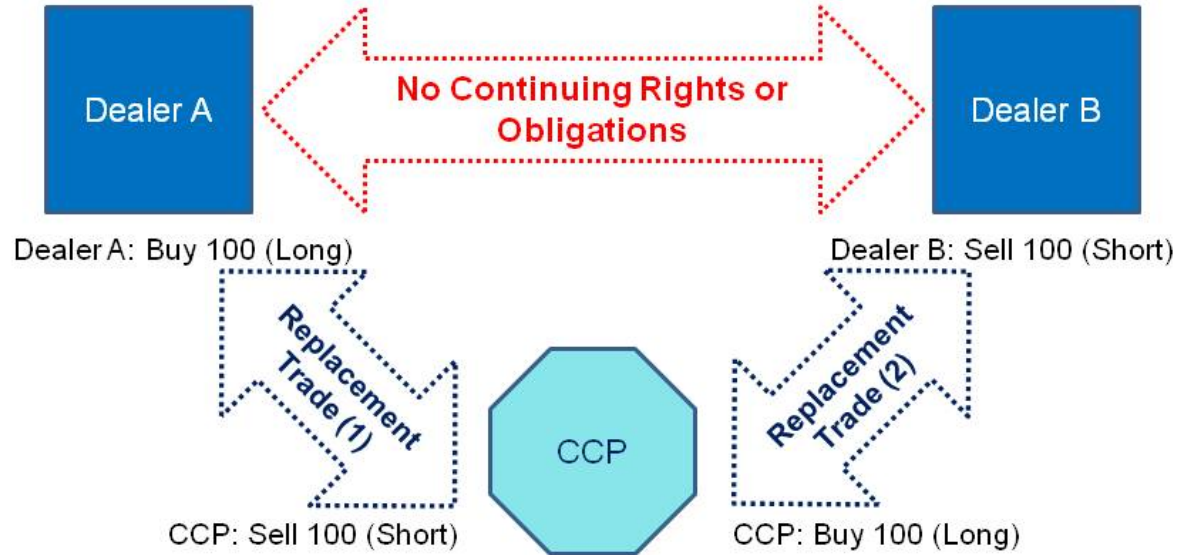 Dealer A
No Continuing Rights or
Obligations
Dealer B
Dealer A: Buy 100 (Long)
Dealer B: Sell 100 (Short)
Replacement
Trade (1)
Replacement
Trade (2)
CCP
CCP: Sell 100 (Short)
CCP: Buy 100 (Long)